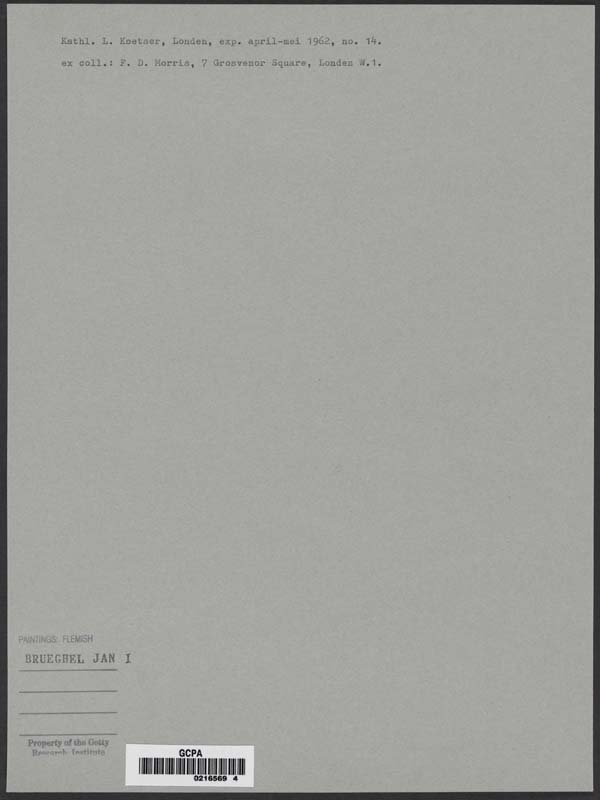 Kathl. L. Koetser, Londen, exp. april-mei 1962, no. 14.
ex coll.: F. D. Morris, 7 Grosvenor Square, Londen W.1.
PAINTINGS: FLEMISH
BRUEGHEL JAN I
Property of the Getty
Research Institute
GCPA
0216569 4